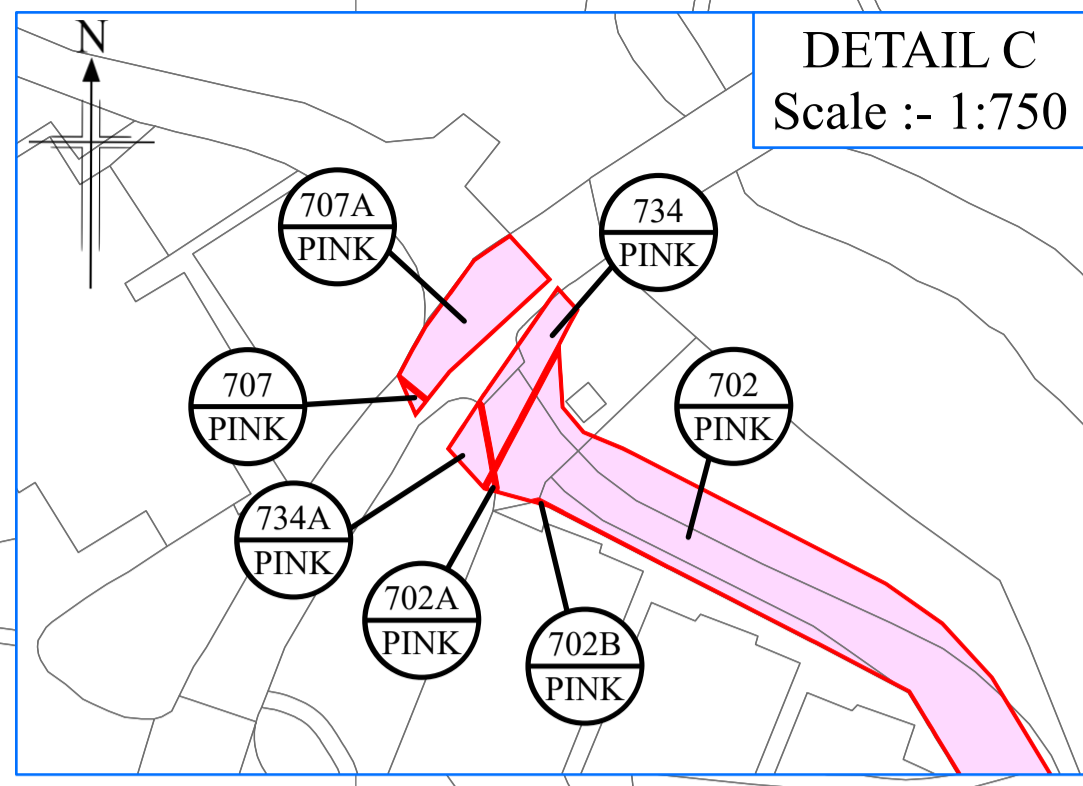 DETAIL C
Scale :- 1:750
N
707A
PINK
734
PINK
707
PINK
702
PINK
734A
PINK
702A
PINK
702B
PINK